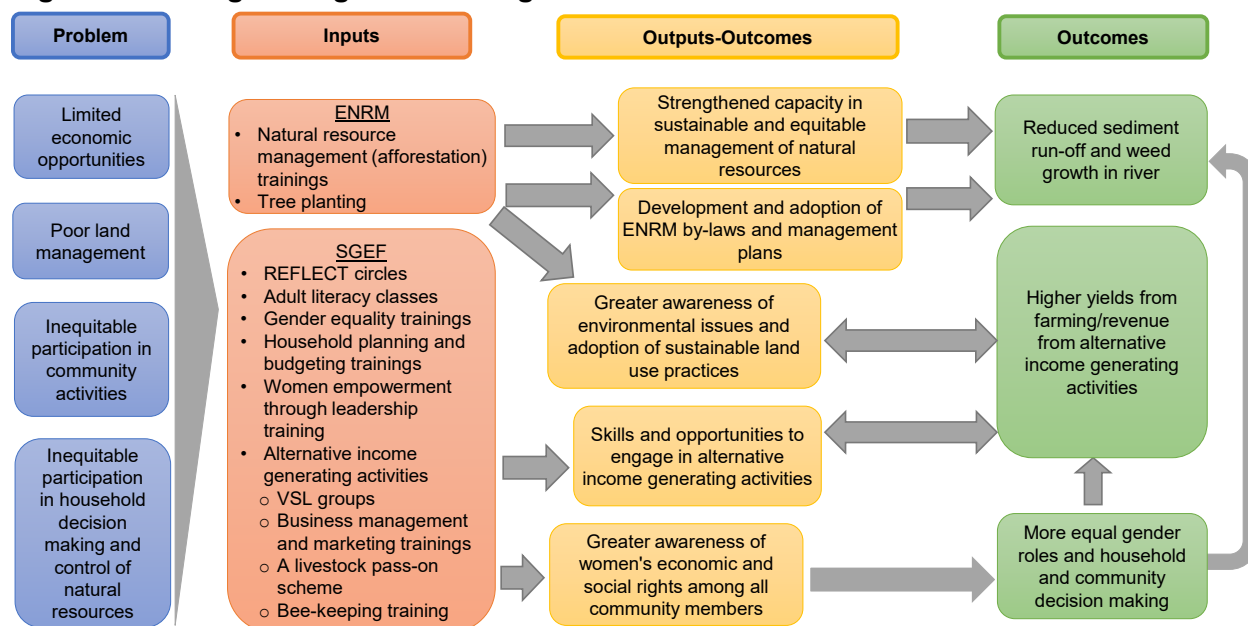 Problem
Inputs
Outputs-Outcomes
Outcomes
Limited
economic
opportunities
Poor land
management
Inequitable
participation in
community
activities
Inequitable
participation
in household
decision
making and
control of
natural
resources
ENRM
• Natural resource
management (afforestation)
trainings
• Tree planting
SGEF
• REFLECT circles
• Adult literacy classes
• Gender equality trainings
• Household planning and
budgeting trainings
• Women empowerment
through leadership
training
• Alternative income
generating activities
o VSL groups
o Business management
and marketing trainings
o A livestock pass-on
scheme
o Bee-keeping training
Strengthened capacity in
sustainable and equitable
management of natural
resources
Development and adoption of
ENRM by-laws and management
plans
Greater awareness of
environmental issues and
adoption of sustainable land
use practices
Skills and opportunities to
engage in alternative
income generating activities
Greater awareness of
women's economic and
social rights among all
community members
Reduced sediment
run-off and weed
growth in river
Higher yields from
farming/revenue
from alternative
income generating
activities
More equal gender
roles and household
and community
decision making